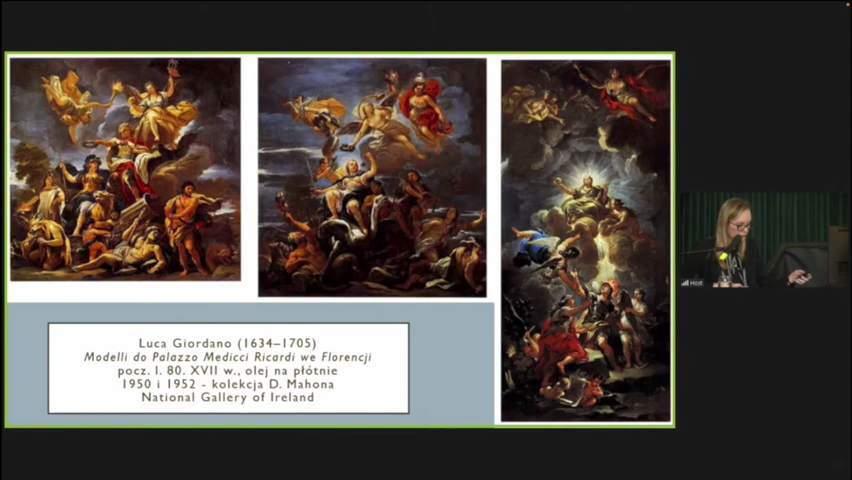 Luca Giordano (1634–1705)
Modelli do Palazzo Medicci Ricardi we Florencji
pocz. l. 80. XVII w., olej na płótnie
1950 i 1952 - kolekcja D. Mahona
National Gallery of Ireland
Host